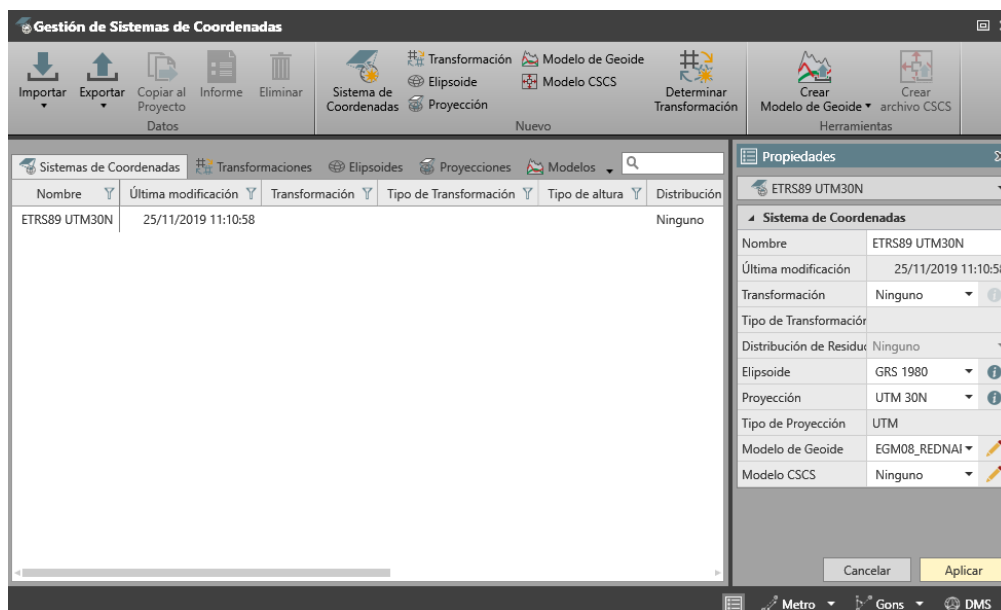 Gestión de Sistemas de Coordenadas
Importar
Exportar
Copiar al
Proyecto
Informe
Eliminar
Datos
Sistema de
Coordenadas
Transformación
Elipsoide
Proyección
Modelo de Geoide
Modelo CSCS
Determinar
Transformación
Nuevo
Crear
Modelo de Geoide
Crear
archivo CSCS
Herramientas
Sistemas de Coordenadas
Transformaciones
Elipsoides
Proyecciones
Modelos
Nombre
Última modificación
Transformación
Tipo de Transformación
Tipo de altura
Distribución
ETRS89 UTM30N
25/11/2019 11:10:58
Ninguno
Propiedades
ETRS89 UTM30N
Sistema de Coordenadas
Nombre ETRS89 UTM30N
Última modificación 25/11/2019 11:10:58
Transformación Ninguno
Tipo de Transformación
Distribución de Residuo Ninguno
Elipsoide GRS 1980
Proyección UTM 30N
Tipo de Proyección UTM
Modelo de Geoide EGM08_REDNAI
Modelo CSCS Ninguno
Cancelar
Aplicar
Metro
Gons
DMS